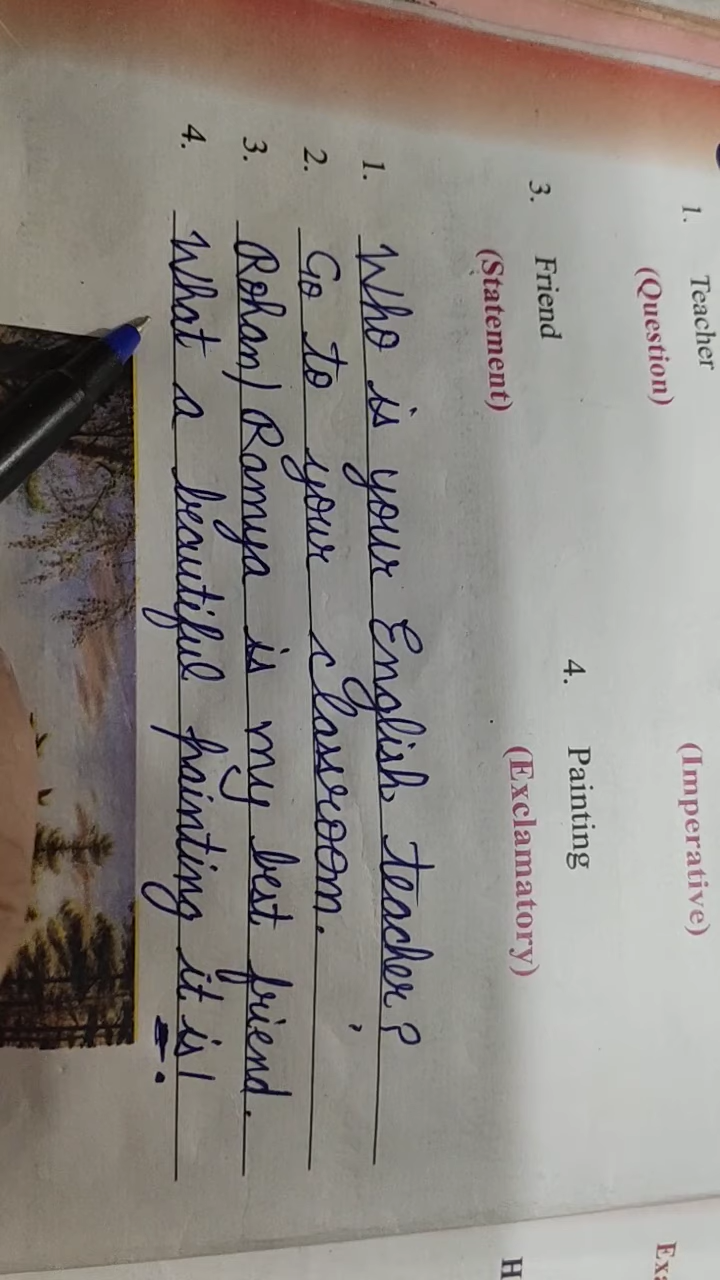 1. Teacher
(Question) (Imperative)
3. Friend 4. Painting
(Statement) (Exclamatory)
1. Who is your English teacher?
2. Go to your classroom.
3. Rohan/Ramya is my best friend.
4. What a beautiful painting it is!